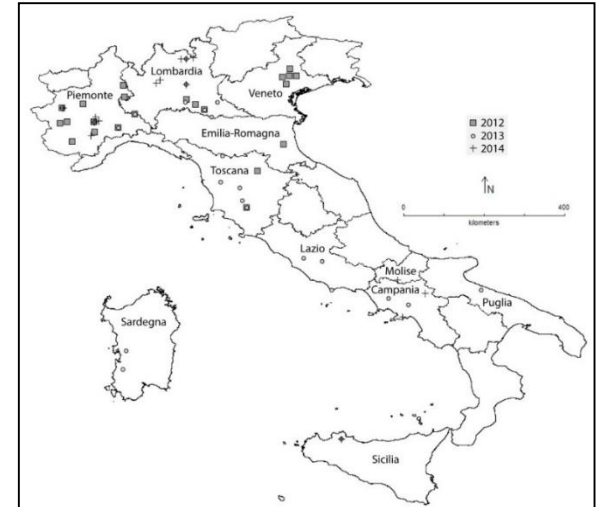 Lombardia
Piemonte
Veneto
Emilia-Romagna
2012
2013
2014
Toscana
N
0 400
kilometers
Lazio
Molise
Campania
Puglia
Sardegna
Sicilia